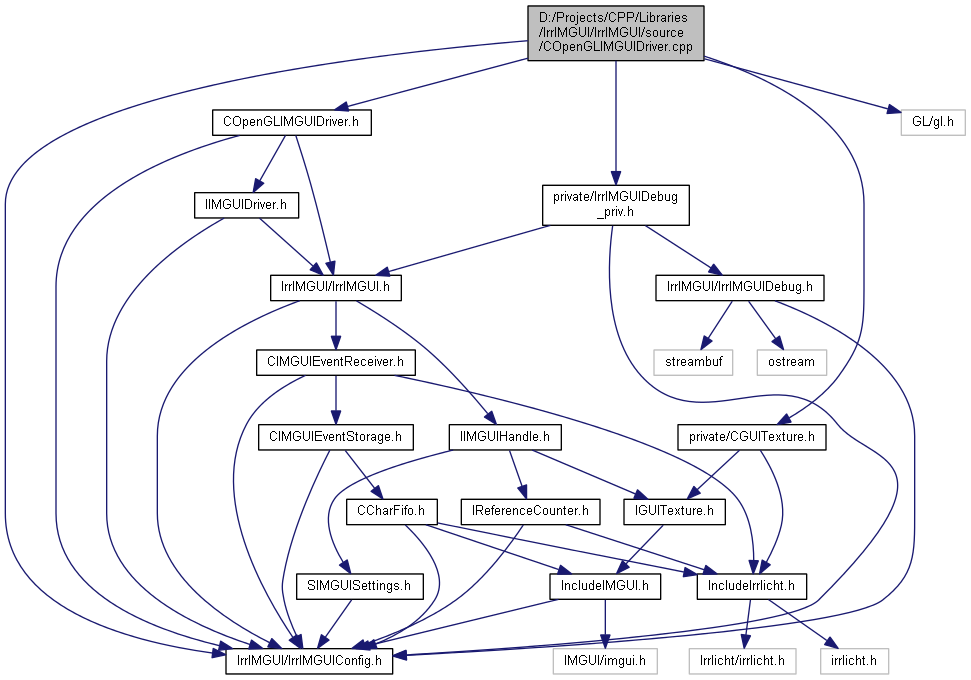 D:/Projects/CPP/Libraries
/IrrIMGUI/IrrIMGUI/source
/COpenGLIMGUIDriver.cpp
COpenGLIMGUIDriver.h
GL/gl.h
IIMGUIDriver.h
private/IrrIMGUIDebug
_priv.h
IrrIMGUI/IrrIMGUI.h
IrrIMGUI/IrrIMGUIDebug.h
CIMGUIEventReceiver.h
streambuf
ostream
CIMGUIEventStorage.h
IIMGUIHandle.h
private/CGUITexture.h
CCharFifo.h
IReferenceCounter.h
IGUITexture.h
SIMGUISettings.h
IncludeIMGUI.h
IncludeIrrlicht.h
IrrIMGUI/IrrIMGUIConfig.h
IMGUI/imgui.h
Irrlicht/irrlicht.h
irrlicht.h